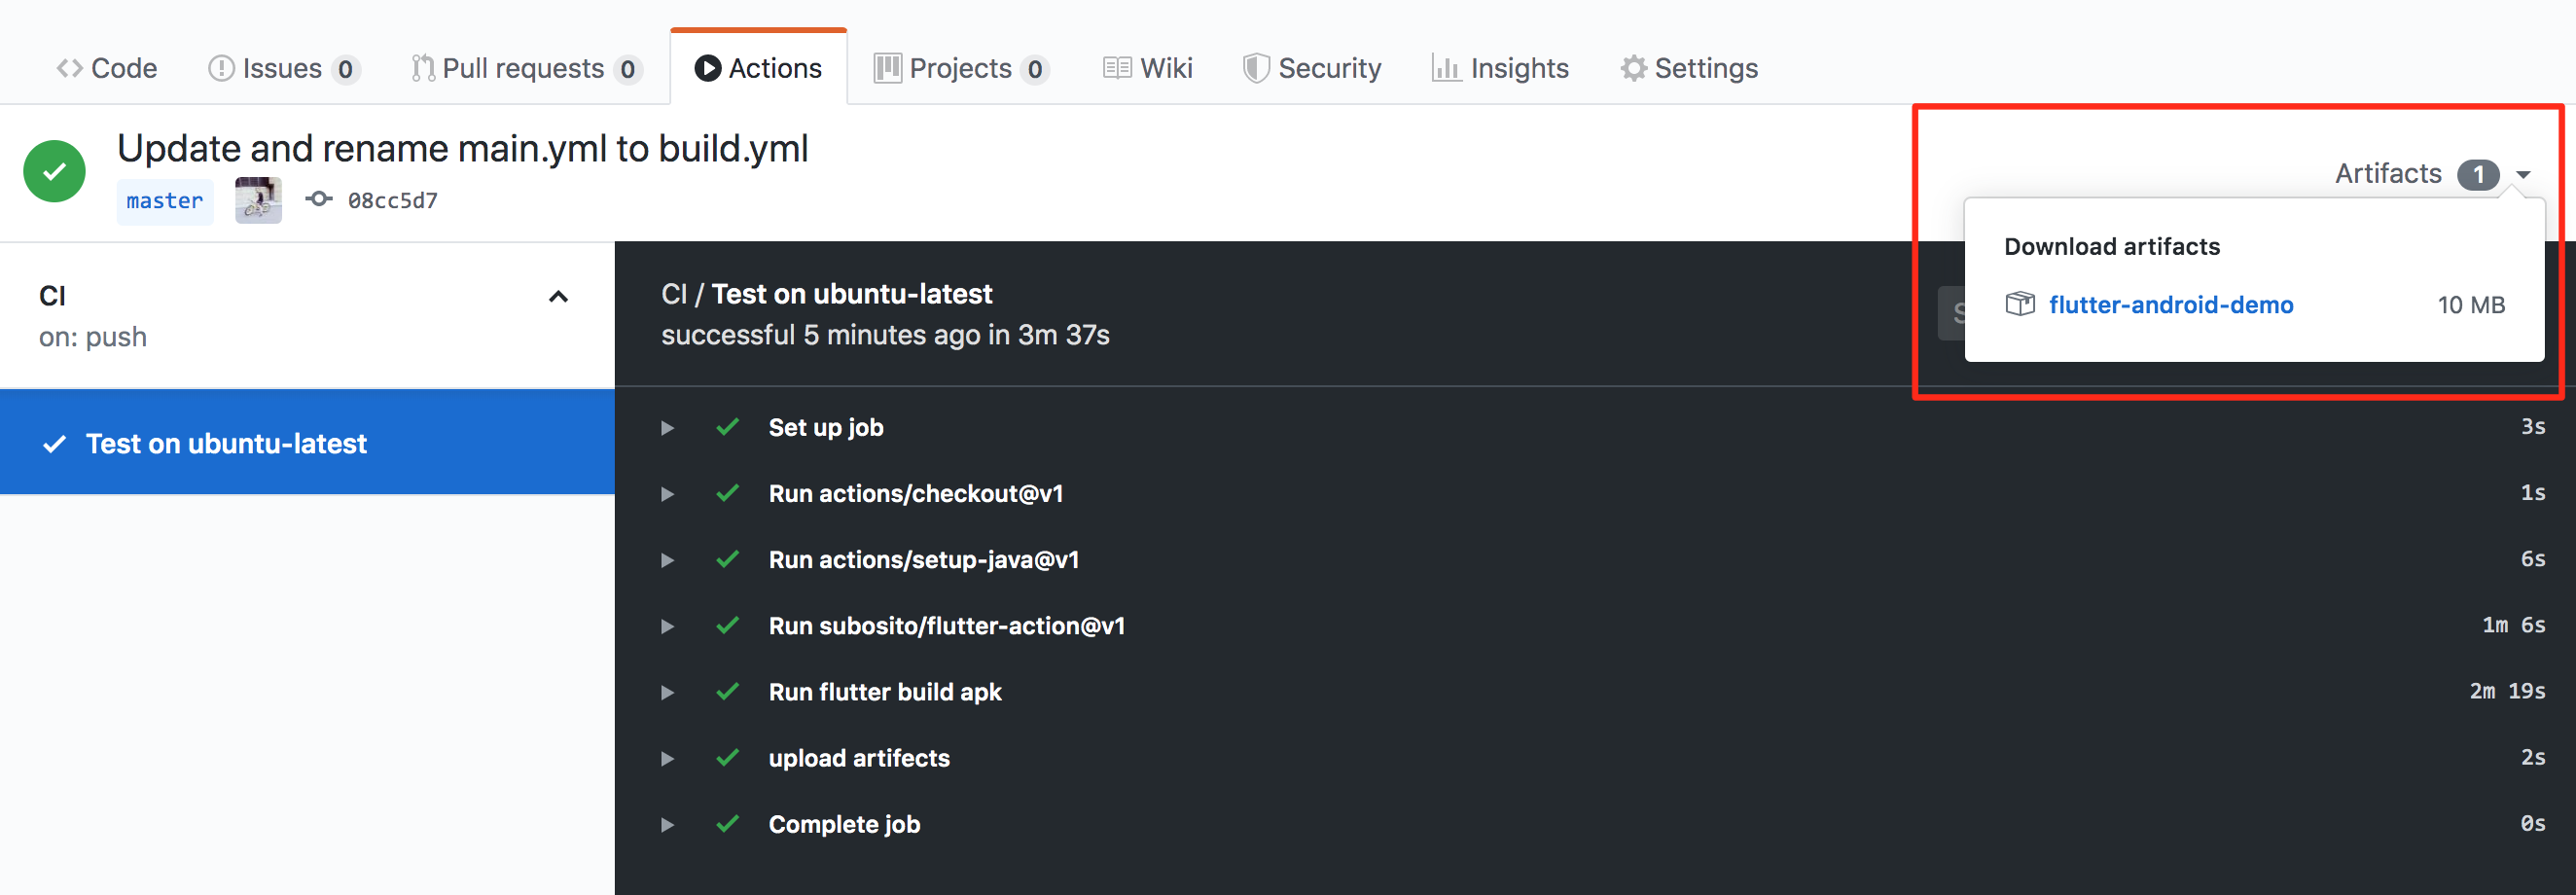 Code Issues 0 Pull requests 0 Actions Projects 0 Wiki Security Insights Settings
Update and rename main.yml to build.yml
master 08cc5d7
Artifacts 1
Download artifacts
flutter-android-demo 10 MB
CI
on: push
Test on ubuntu-latest
CI / Test on ubuntu-latest
successful 5 minutes ago in 3m 37s
S
Set up job 3s
Run actions/checkout@v1 1s
Run actions/setup-java@v1 6s
Run subosito/flutter-action@v1 1m 6s
Run flutter build apk 2m 19s
upload artifects 2s
Complete job 0s